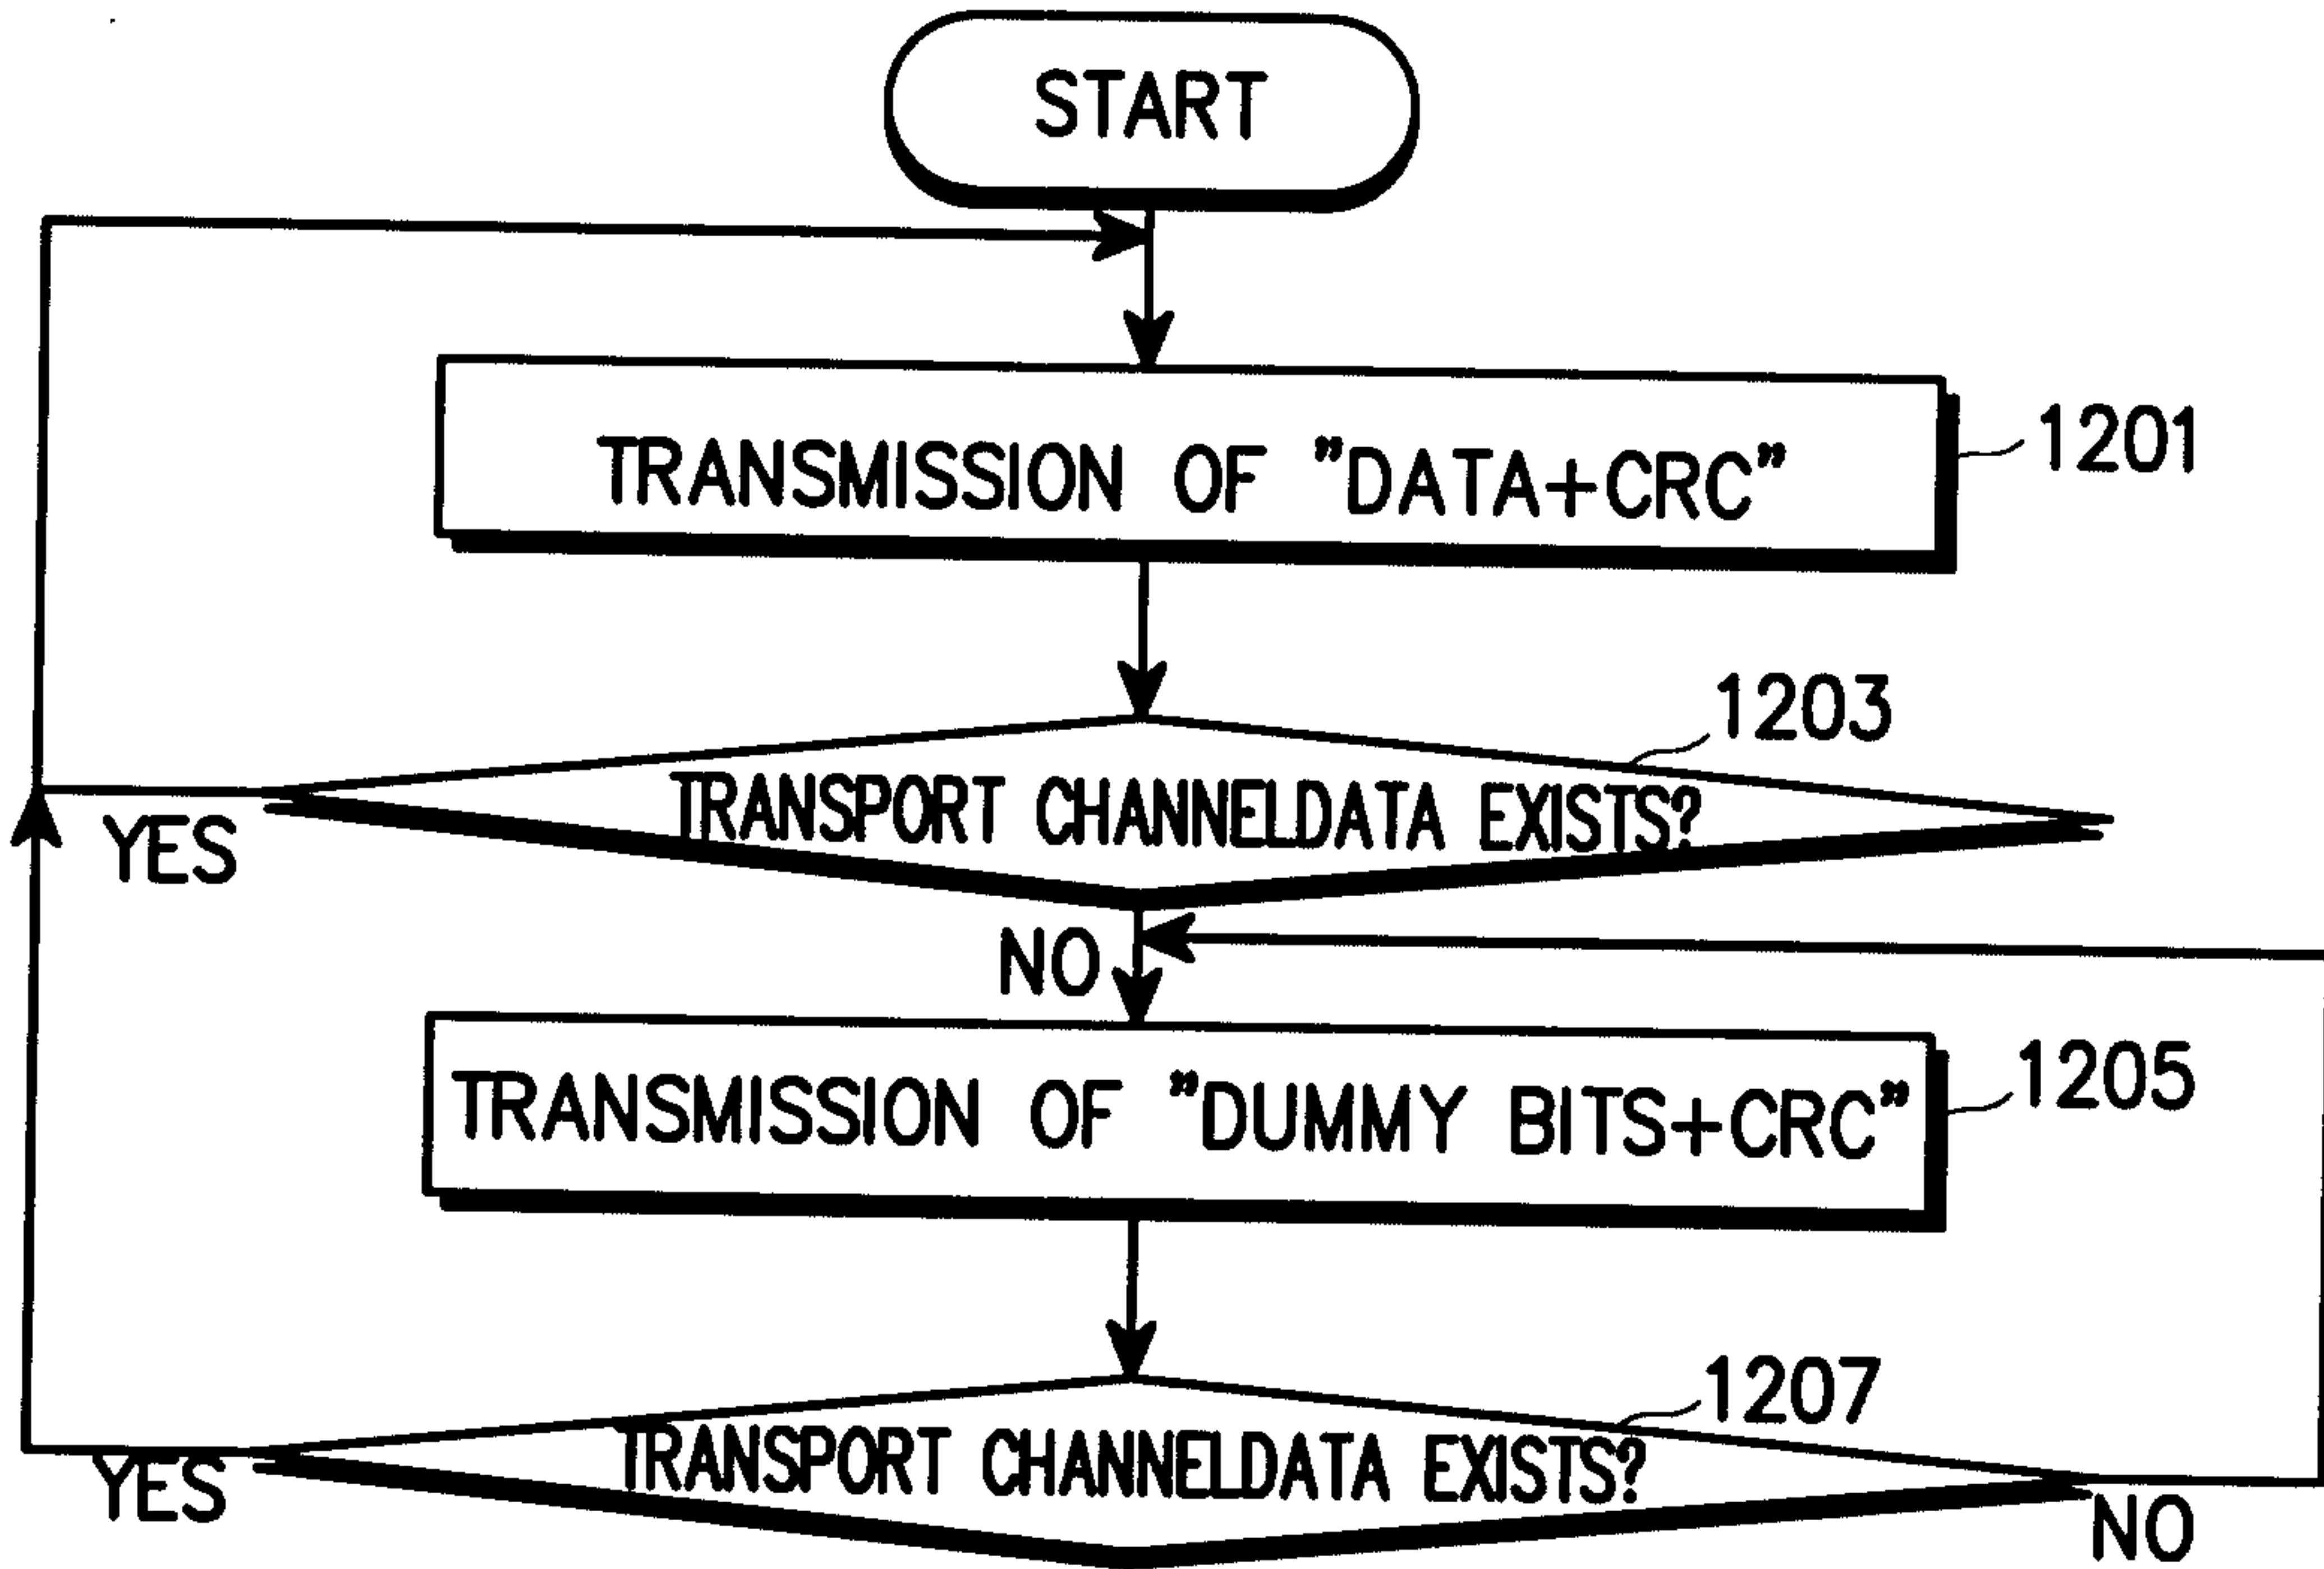 START
TRANSMISSION OF "DATA+CRC"
1201
1203
TRANSPORT CHANNELDATA EXISTS?
YES
NO
TRANSMISSION OF "DUMMY BITS+CRC"
1205
1207
TRANSPORT CHANNELDATA EXISTS?
YES
NO